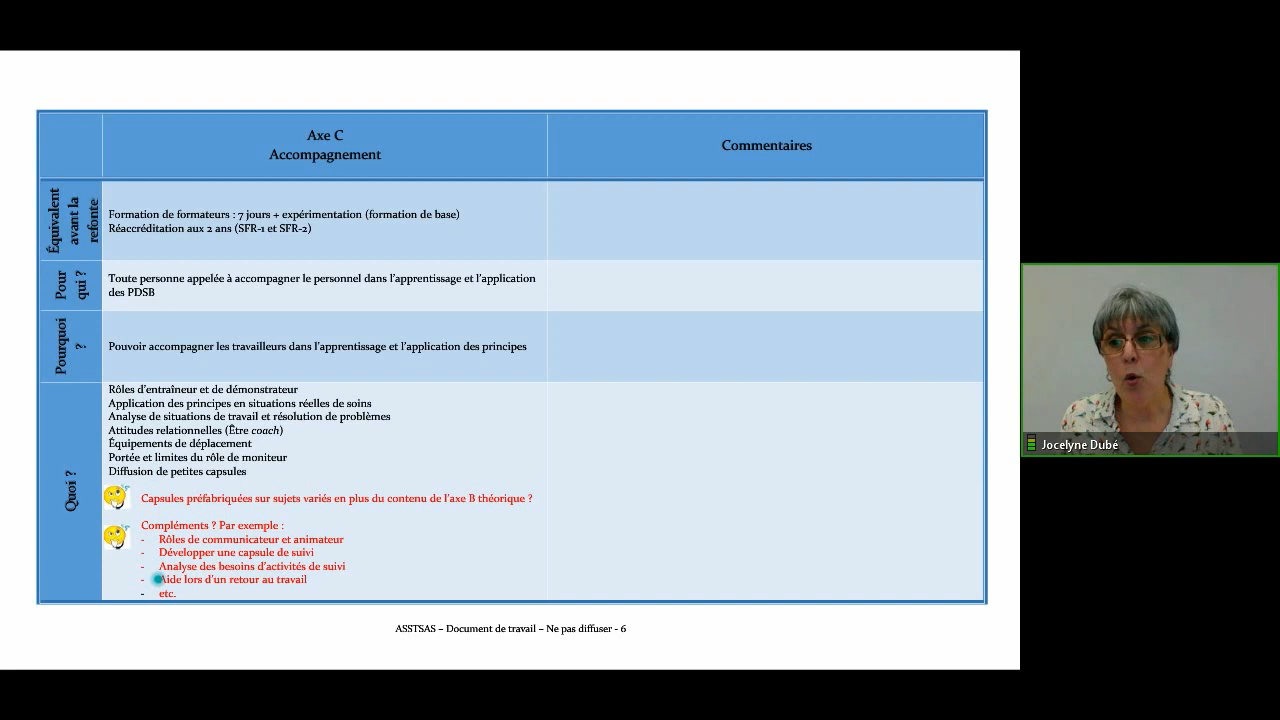 Axe C
Accompagnement
Commentaires
Équivalent
avant la
refonte
Formation de formateurs : 7 jours + expérimentation (formation de base)
Réaccréditation aux 2 ans (SFR-1 et SFR-2)
Pour
qui ?
Toute personne appelée à accompagner le personnel dans l'apprentissage et l'application
des PDSB
Pourquoi
?
Pouvoir accompagner les travailleurs dans l'apprentissage et l'application des principes
Quoi ?
Rôles d'entraîneur et de démonstrateur
Application des principes en situations réelles de soins
Analyse de situations de travail et résolution de problèmes
Attitudes relationnelles (Être coach)
Équipements de déplacement
Portée et limites du rôle de moniteur
Diffusion de petites capsules
Capsules préfabriquées sur sujets variés en plus du contenu de l'axe B théorique ?
Compléments ? Par exemple :
- Rôles de communicateur et animateur
- Développer une capsule de suivi
- Analyse des besoins d'activités de suivi
- Aide lors d'un retour au travail
- etc.
ASSTSAS – Document de travail – Ne pas diffuser - 6
Jocelyne Dubé